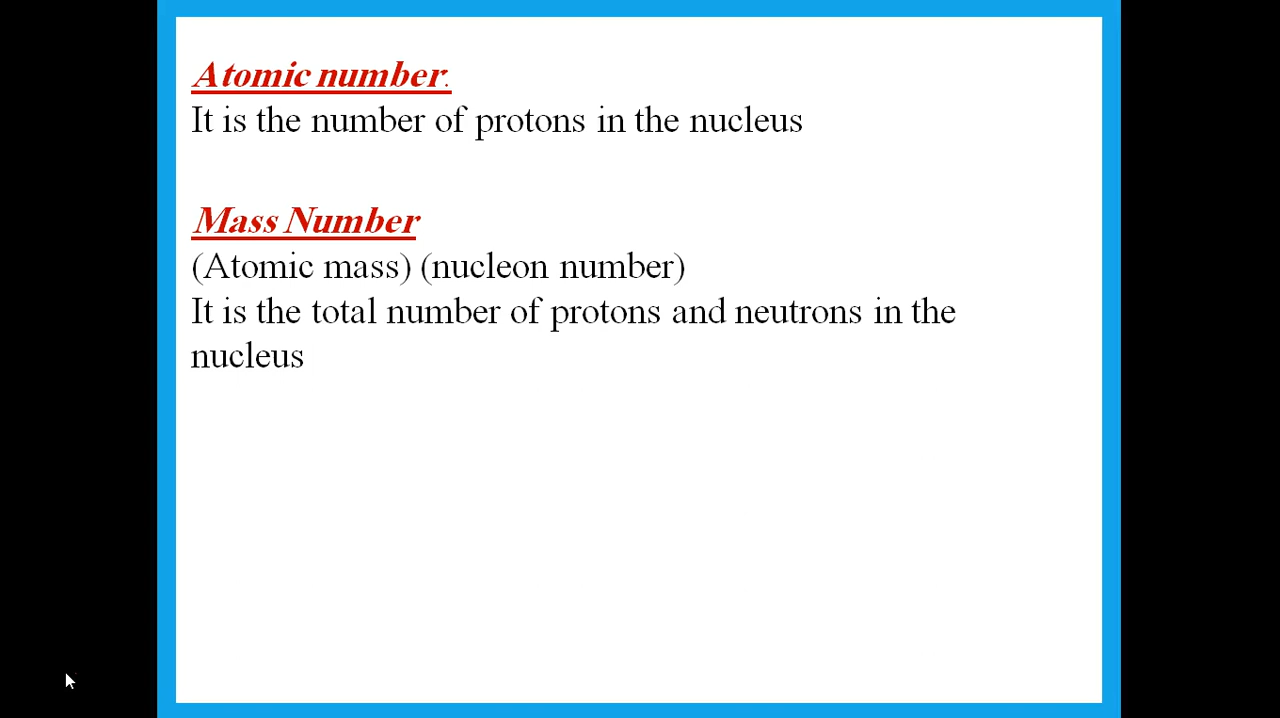 Atomic number.
It is the number of protons in the nucleus
Mass Number
(Atomic mass) (nucleon number)
It is the total number of protons and neutrons in the
nucleus